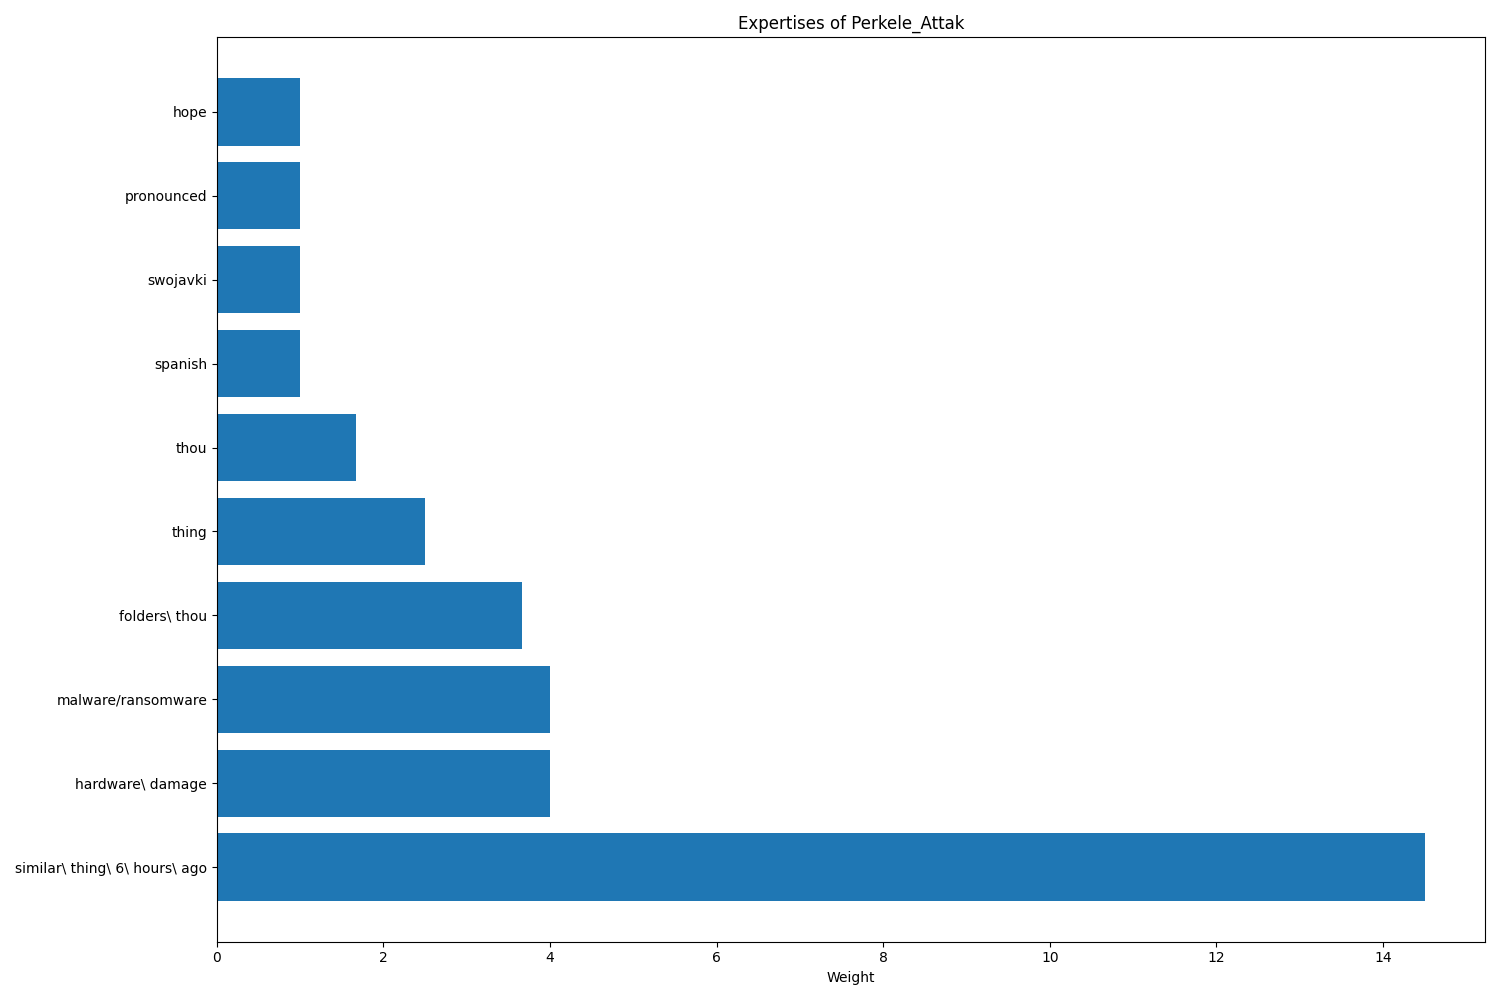 Expertises of Perkele_Attak
hope
pronounced
swojavki
spanish
thou
thing
folders\ thou
malware/ransomware
hardware\ damage
similar\ thing\ 6\ hours\ ago
0 2 4 6 8 10 12 14
Weight